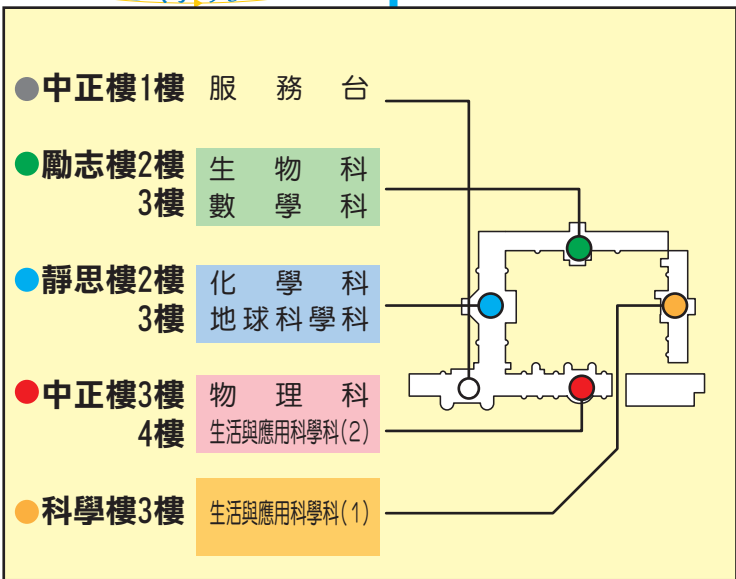 中正樓1樓 服務台
勵志樓2樓 生物科
3樓 數學科
靜思樓2樓 化學科
3樓 地球科學科
中正樓3樓 物理科
4樓 生活與應用科學科(2)
科學樓3樓 生活與應用科學科(1)